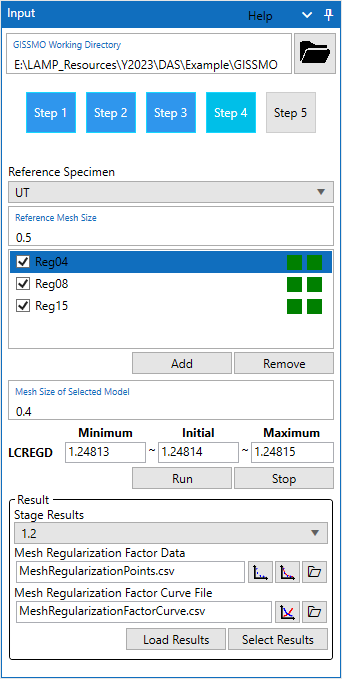 Input Help
GISSMO Working Directory
E:\LAMP_Resources\Y2023\DAS\Example\GISSMO
Step 1 Step 2 Step 3 Step 4 Step 5
Reference Specimen
UT
Reference Mesh Size
0.5
Reg04
Reg08
Reg15
Add Remove
Mesh Size of Selected Model
0.4
Minimum Initial Maximum
LCREGD 1.24813 ~ 1.24814 ~ 1.24815
Run Stop
Result
Stage Results
1.2
Mesh Regularization Factor Data
MeshRegularizationPoints.csv
Mesh Regularization Factor Curve File
MeshRegularizationFactorCurve.csv
Load Results Select Results